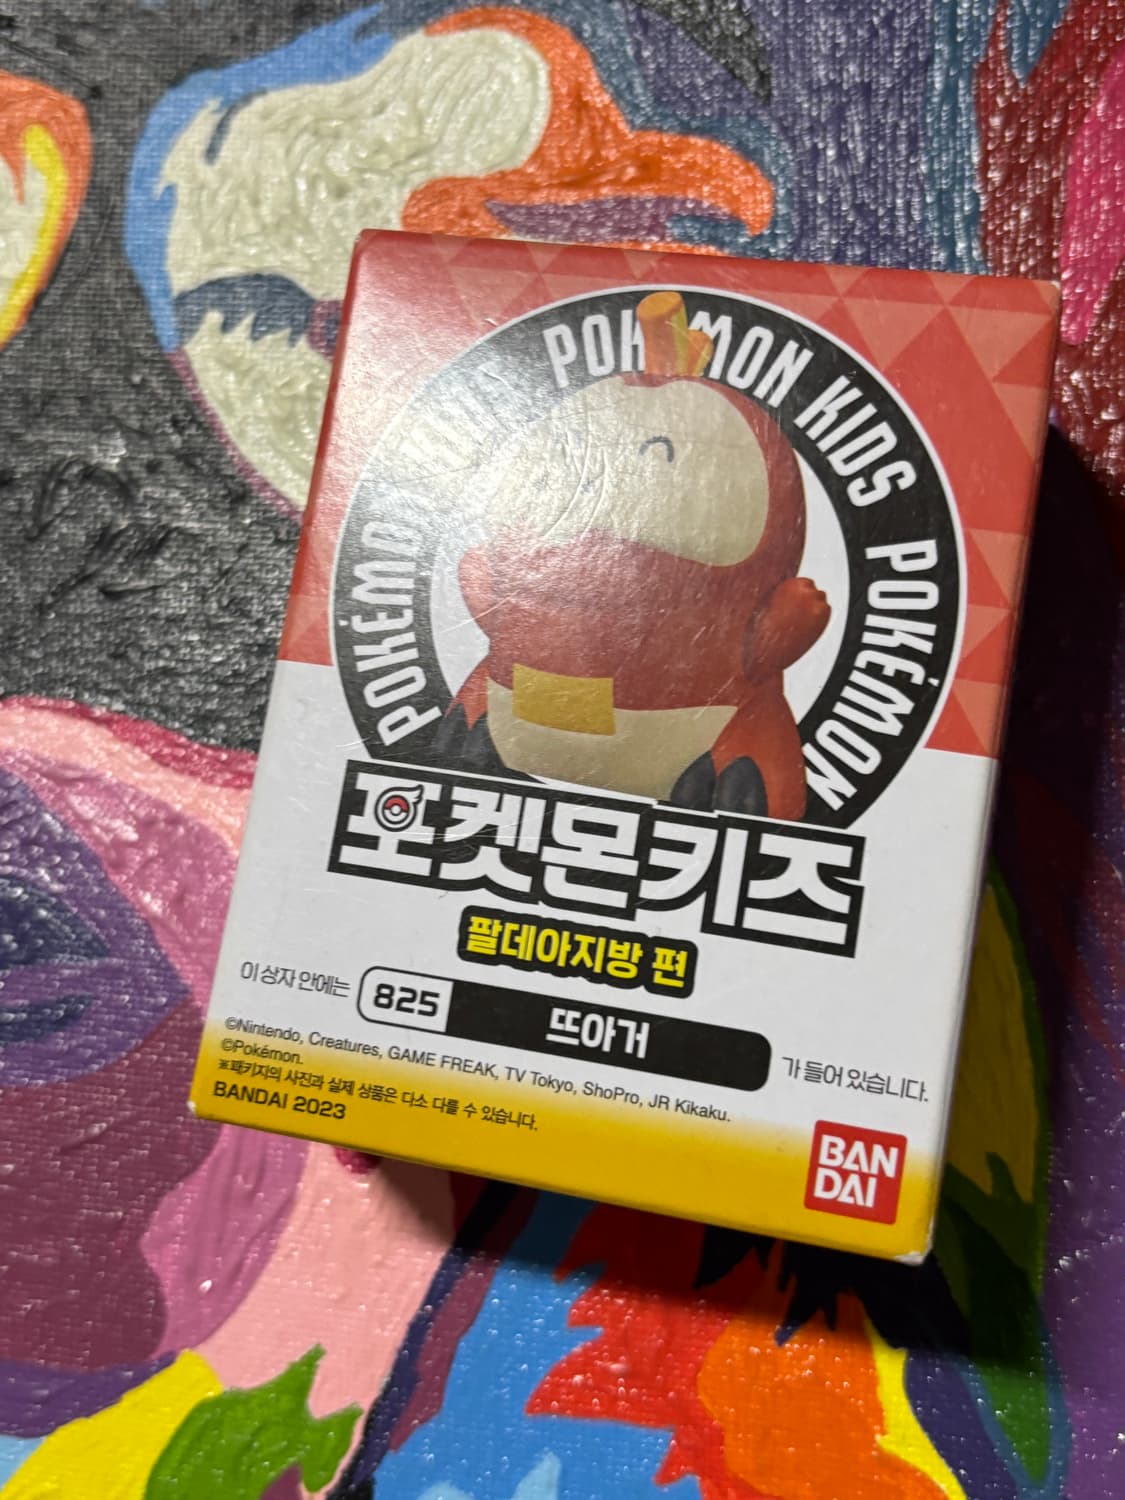 POKÉMON KIDS POKÉMON KIDS POKÉMON
포켓몬키즈
팔데아지방 편
이 상자 안에는 825 뜨아거 가 들어 있습니다.
©Nintendo, Creatures, GAME FREAK, TV Tokyo, ShoPro, JR Kikaku.
©Pokémon.
※패키지의 사진과 실제 상품은 다소 다를 수 있습니다.
BANDAI 2023
BAN
DAI